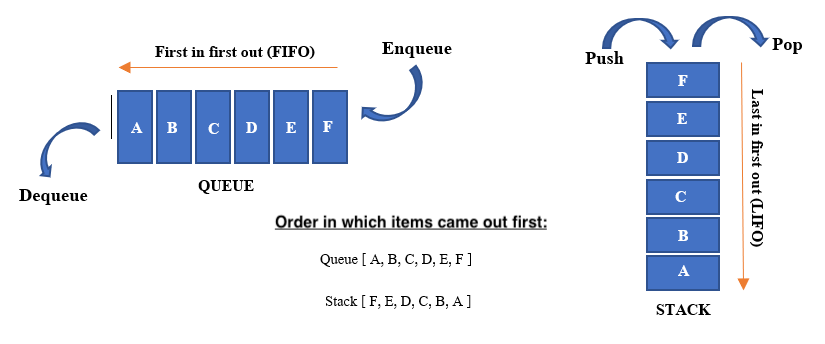 First in first out (FIFO)
Enqueue
A B C D E F
Dequeue
QUEUE
Order in which items came out first:
Queue [ A, B, C, D, E, F ]
Stack [ F, E, D, C, B, A ]
Push
Pop
F
E
D
C
B
A
Last in first out (LIFO)
STACK